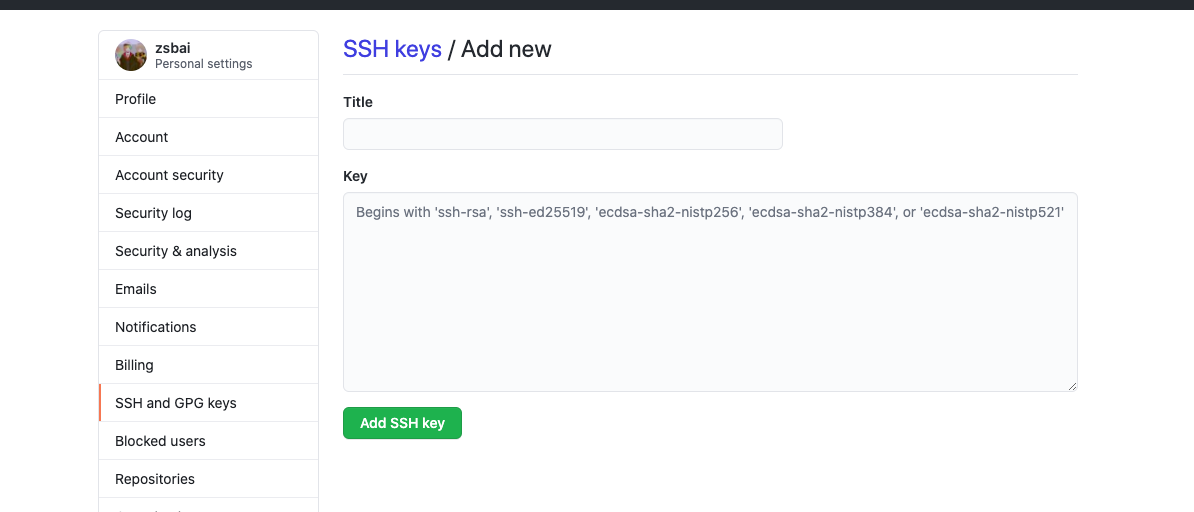 zsbai
Personal settings
Profile
Account
Account security
Security log
Security & analysis
Emails
Notifications
Billing
SSH and GPG keys
Blocked users
Repositories
SSH keys / Add new
Title
Key
Begins with 'ssh-rsa', 'ssh-ed25519', 'ecdsa-sha2-nistp256', 'ecdsa-sha2-nistp384', or 'ecdsa-sha2-nistp521'
Add SSH key